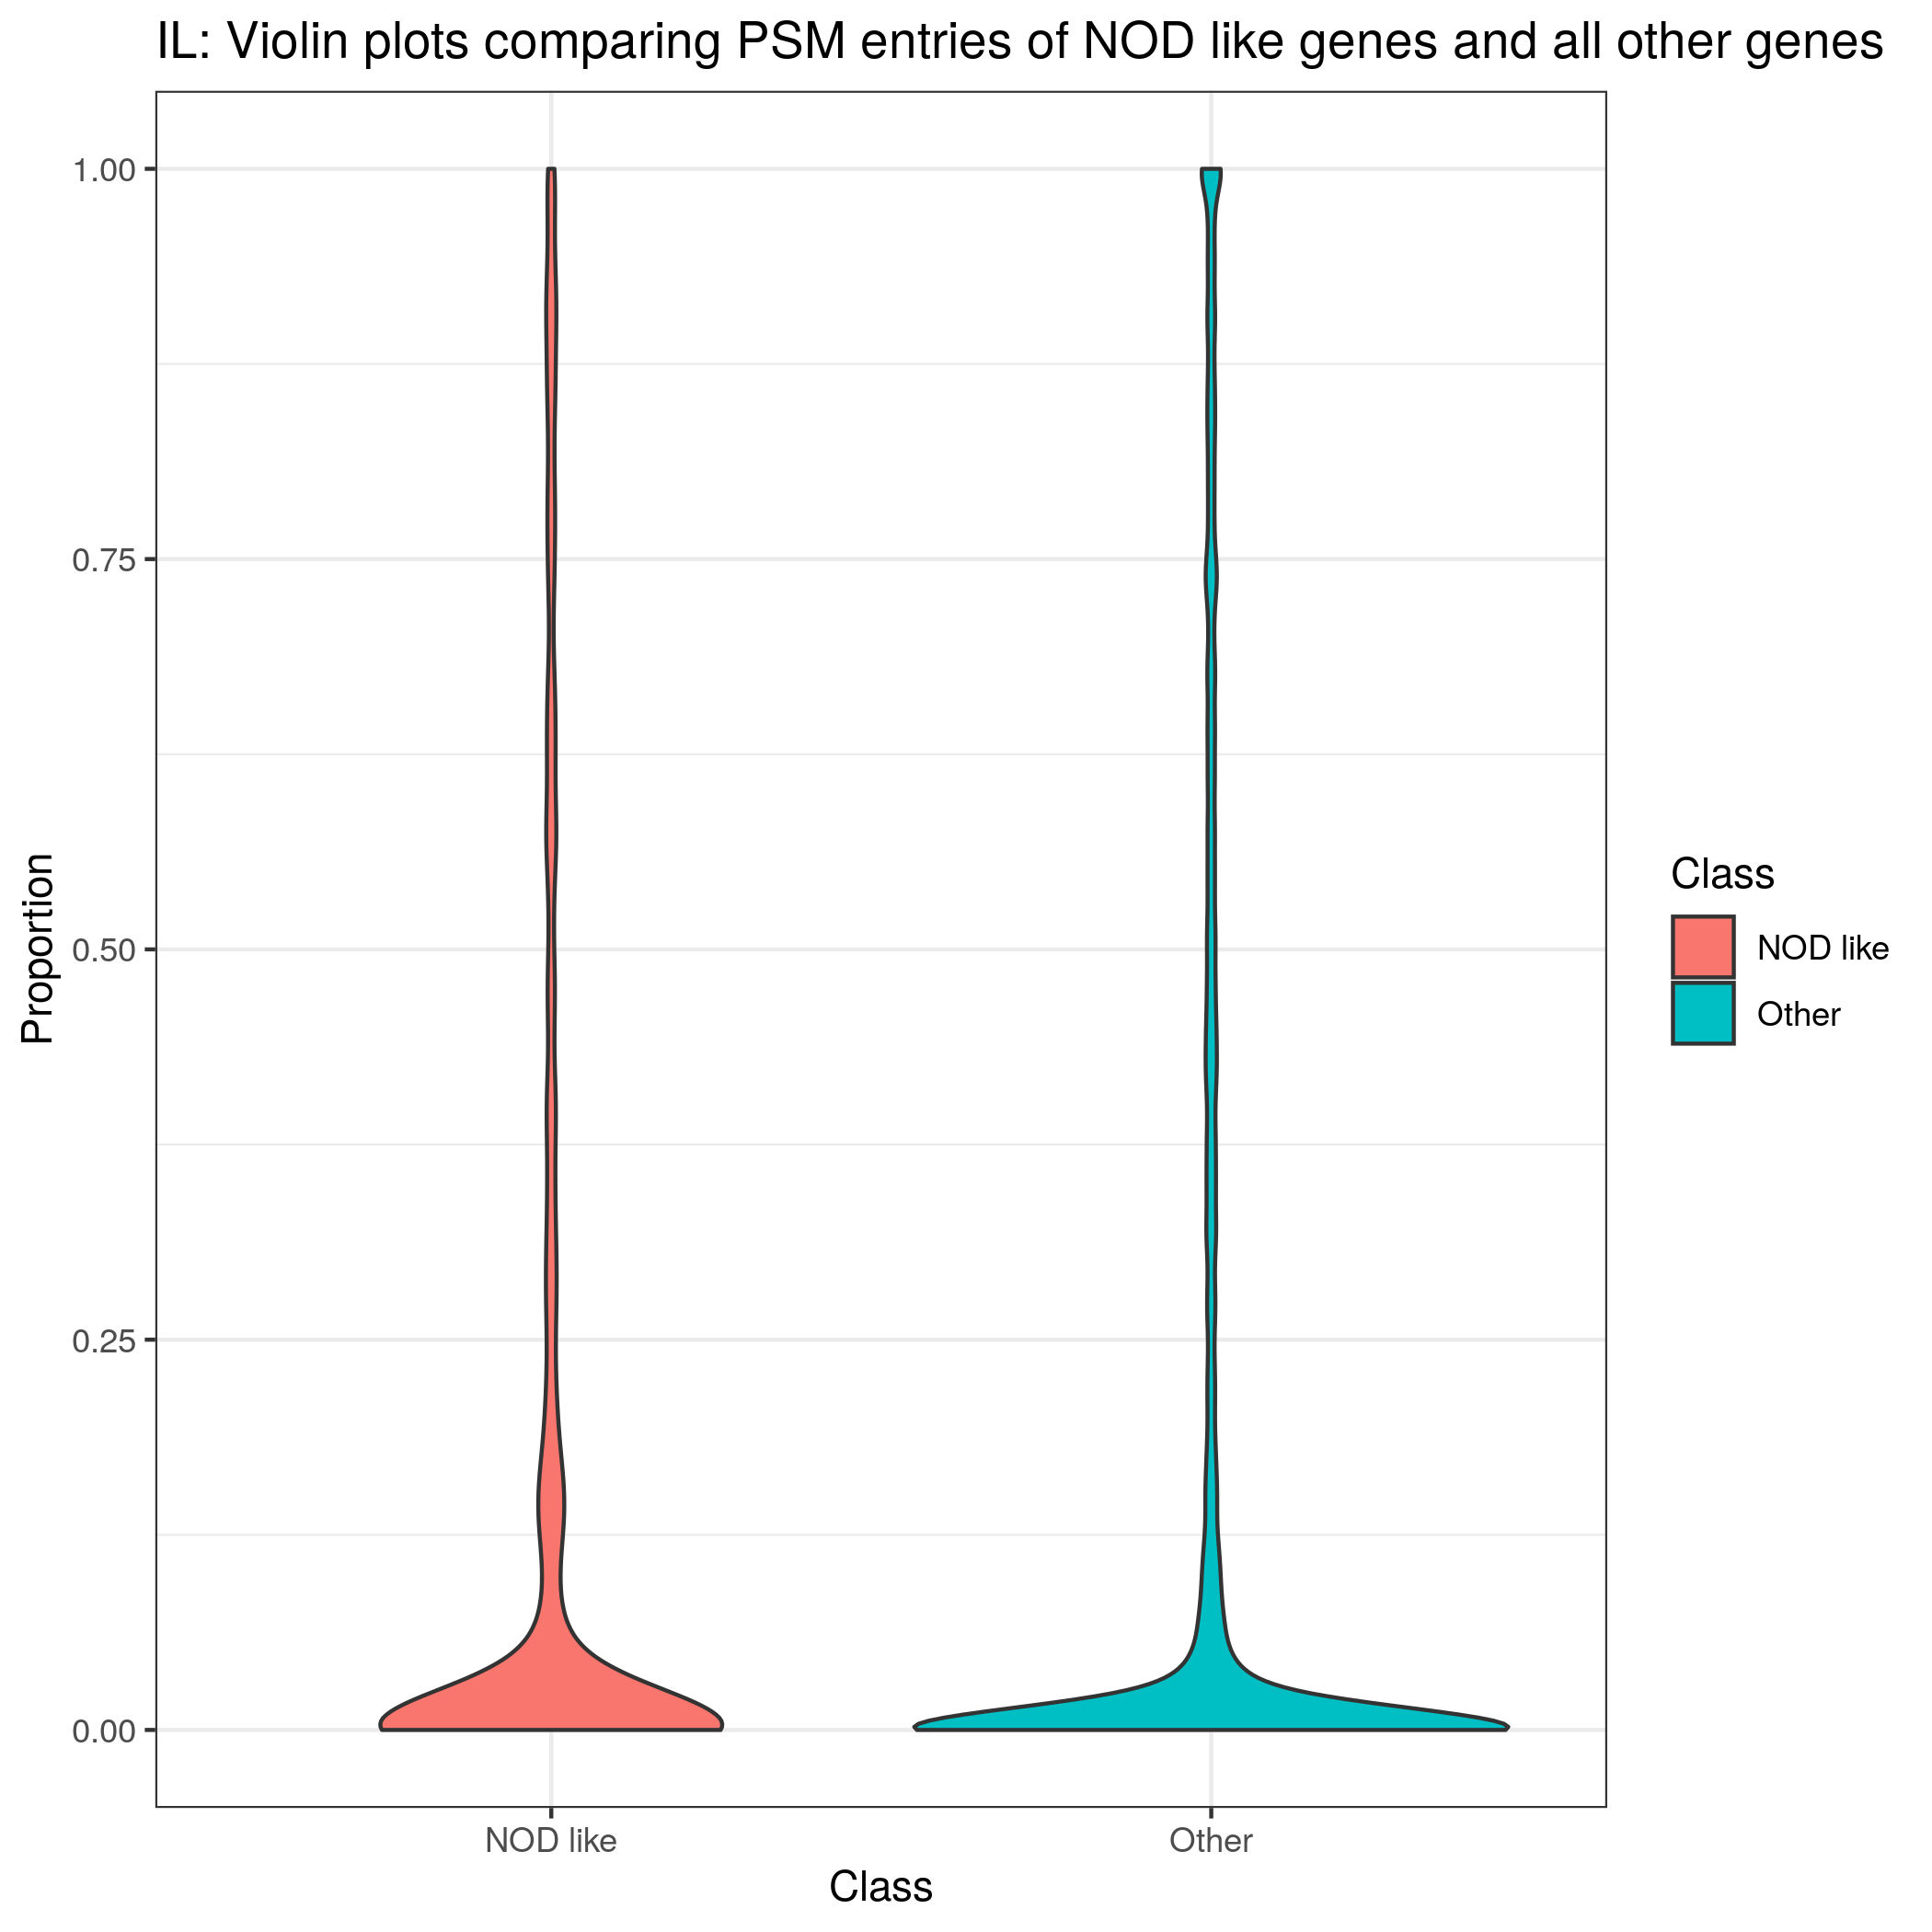 IL: Violin plots comparing PSM entries of NOD like genes and all other genes
1.00
0.75
0.50
0.25
0.00
Proportion
NOD like
Other
Class
Class
NOD like
Other